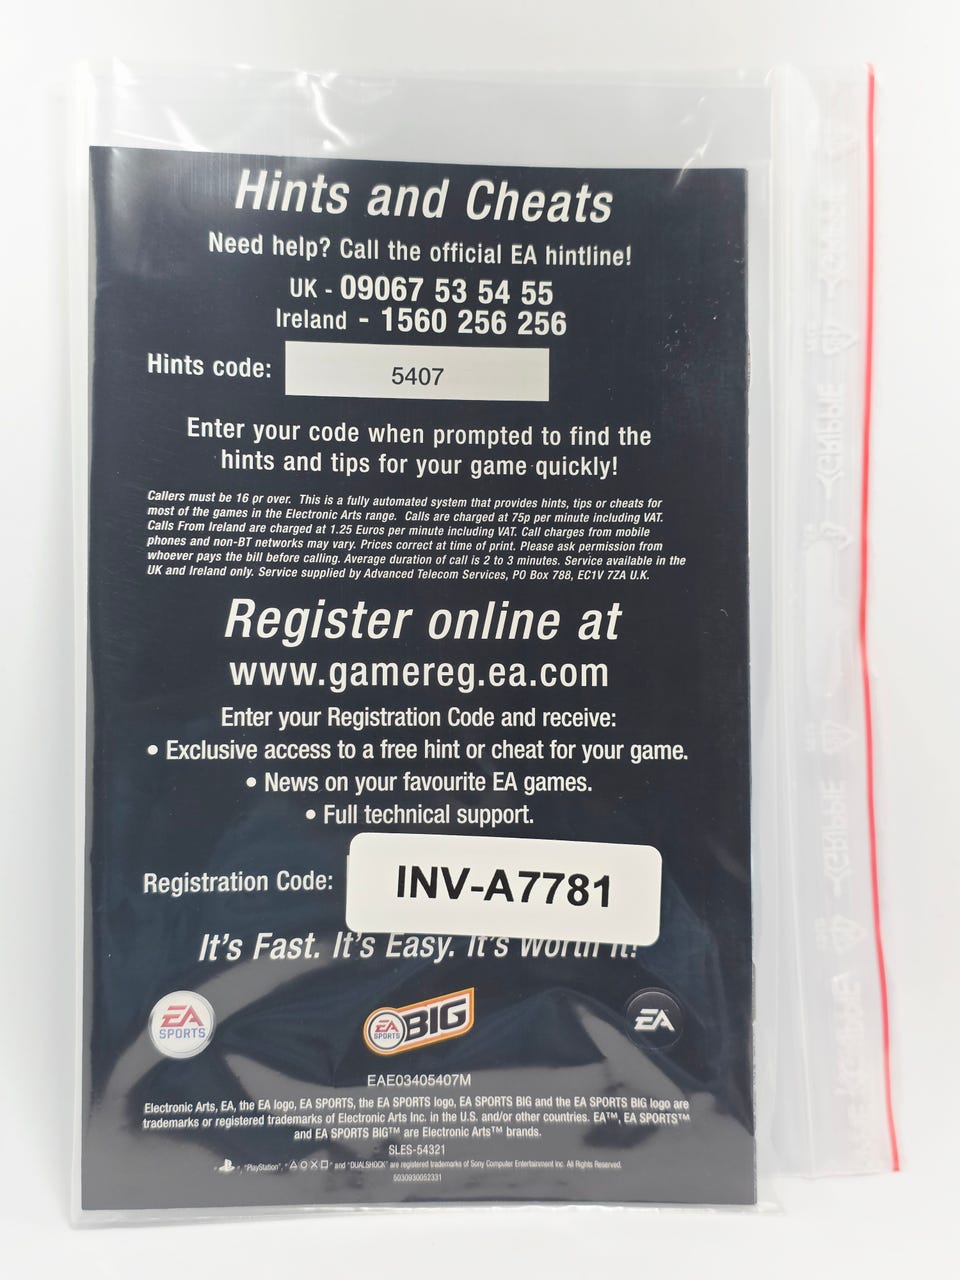 Hints and Cheats
Need help? Call the official EA hintline!
UK - 09067 53 54 55
Ireland - 1560 256 256
Hints code:
5407
Enter your code when prompted to find the
hints and tips for your game quickly!
Callers must be 16 pr over. This is a fully automated system that provides hints, tips or cheats for
most of the games in the Electronic Arts range. Calls are charged at 75p per minute including VAT.
Calls From Ireland are charged at 1.25 Euros per minute including VAT. Call charges from mobile
phones and non-BT networks may vary. Prices correct at time of print. Please ask permission from
whoever pays the bill before calling. Average duration of call is 2 to 3 minutes. Service available in the
UK and Ireland only. Service supplied by Advanced Telecom Services, PO Box 788, EC1V 7ZA U.K.
Register online at
www.gamereg.ea.com
Enter your Registration Code and receive:
• Exclusive access to a free hint or cheat for your game.
• News on your favourite EA games.
• Full technical support.
Registration Code:
INV-A7781
It's Fast. It's Easy. It's Worth it!
EA SPORTS
EA SPORTS BIG
EA
EAE03405407M
Electronic Arts, EA, the EA logo, EA SPORTS, the EA SPORTS logo, EA SPORTS BIG and the EA SPORTS BIG logo are
trademarks or registered trademarks of Electronic Arts Inc. in the U.S. and/or other countries. EA™, EA SPORTS™
and EA SPORTS BIG™ are Electronic Arts™ brands.
SLES-54321
", "PlayStation", "△○✕□" and "DUALSHOCK" are registered trademarks of Sony Computer Entertainment Inc. All Rights Reserved.
5030930052331